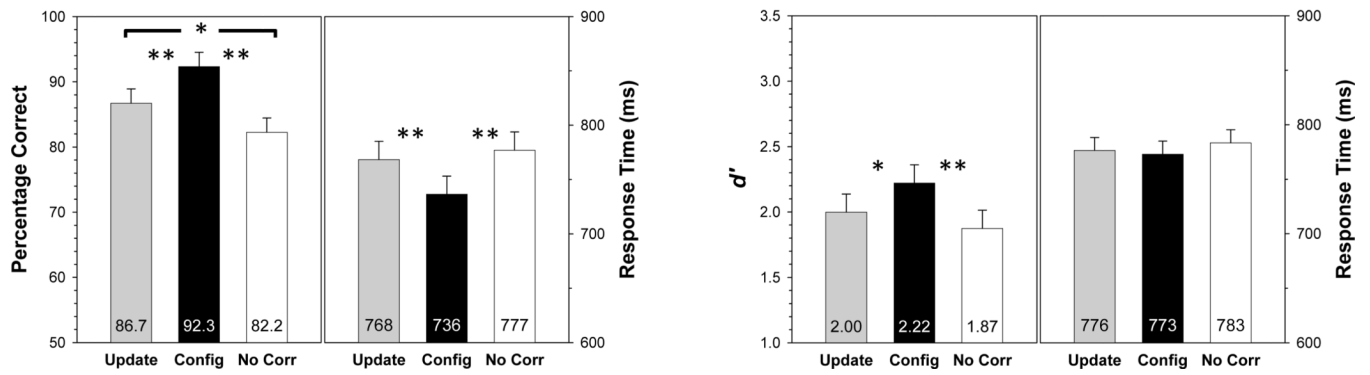 Percentage Correct
100
90
80
70
60
50
*
** **
86.7 92.3 82.2
Update Config No Corr
** **
768 736 777
Update Config No Corr
900
800
700
600
Response Time (ms)
d'
3.5
3.0
2.5
2.0
1.5
1.0
* **
2.00 2.22 1.87
Update Config No Corr
776 773 783
Update Config No Corr
900
800
700
600
Response Time (ms)